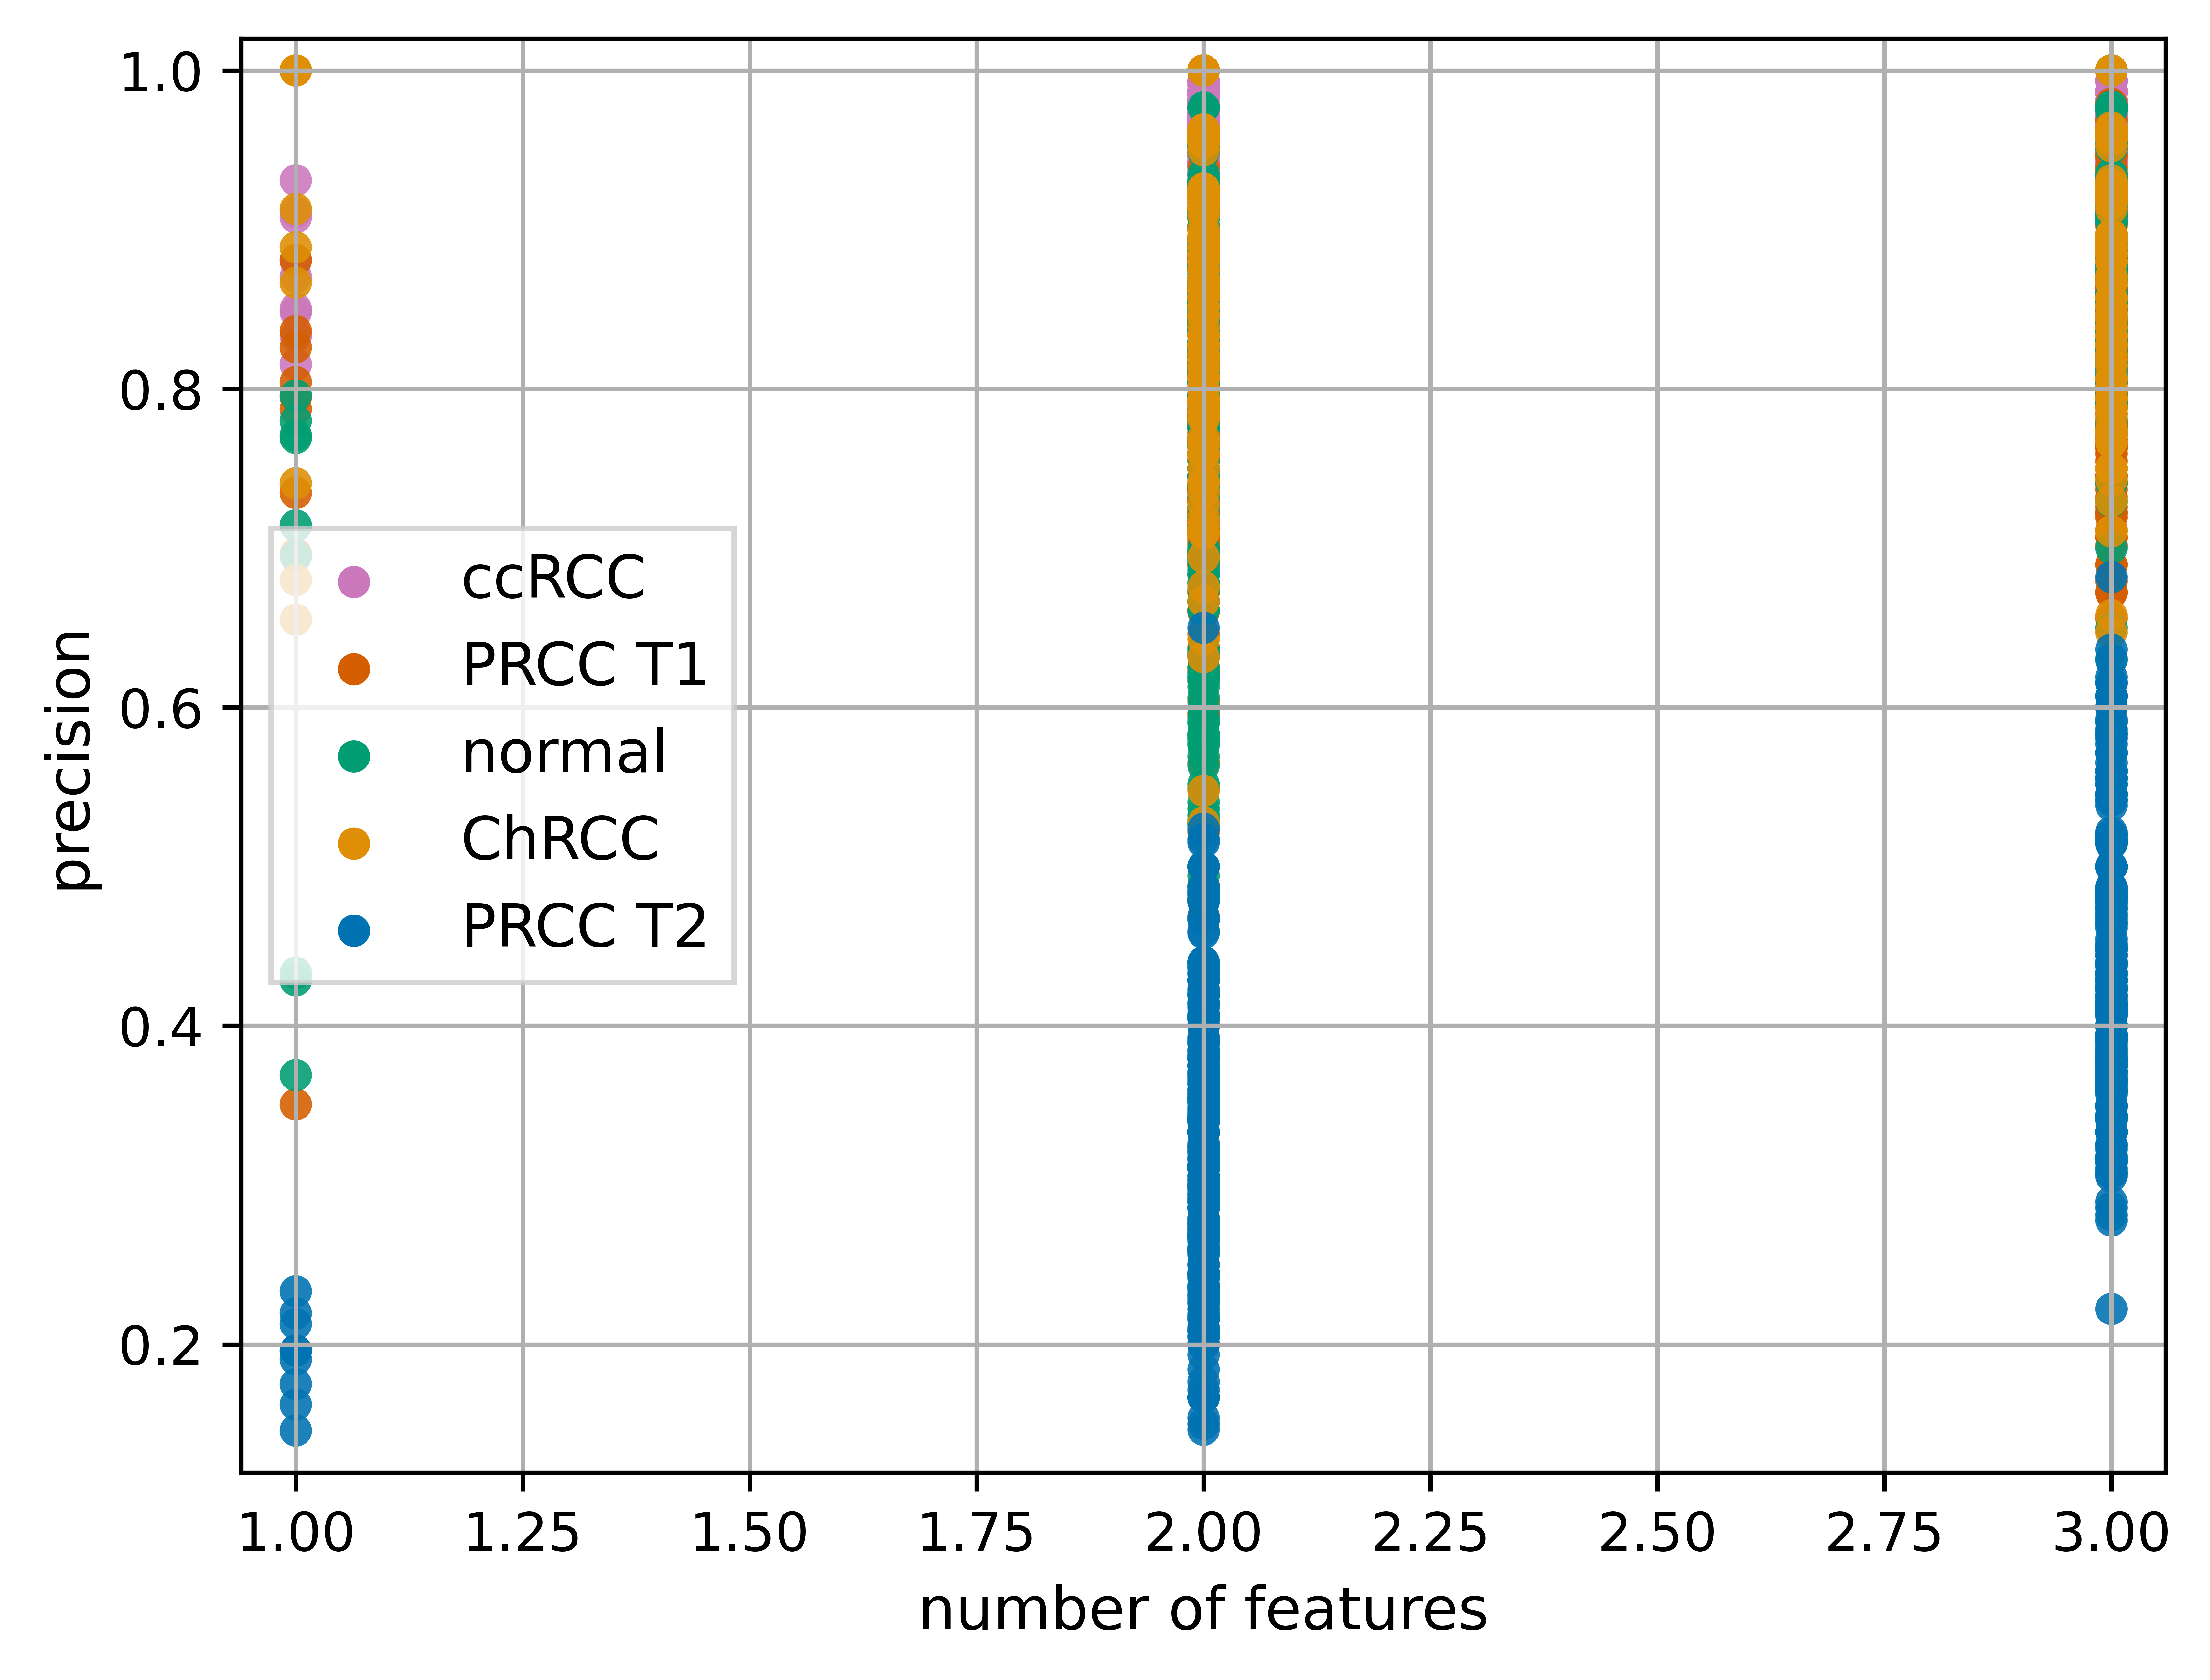 1.0
0.8
0.6
0.4
0.2
precision
ccRCC
PRCC T1
normal
ChRCC
PRCC T2
1.00 1.25 1.50 1.75 2.00 2.25 2.50 2.75 3.00
number of features